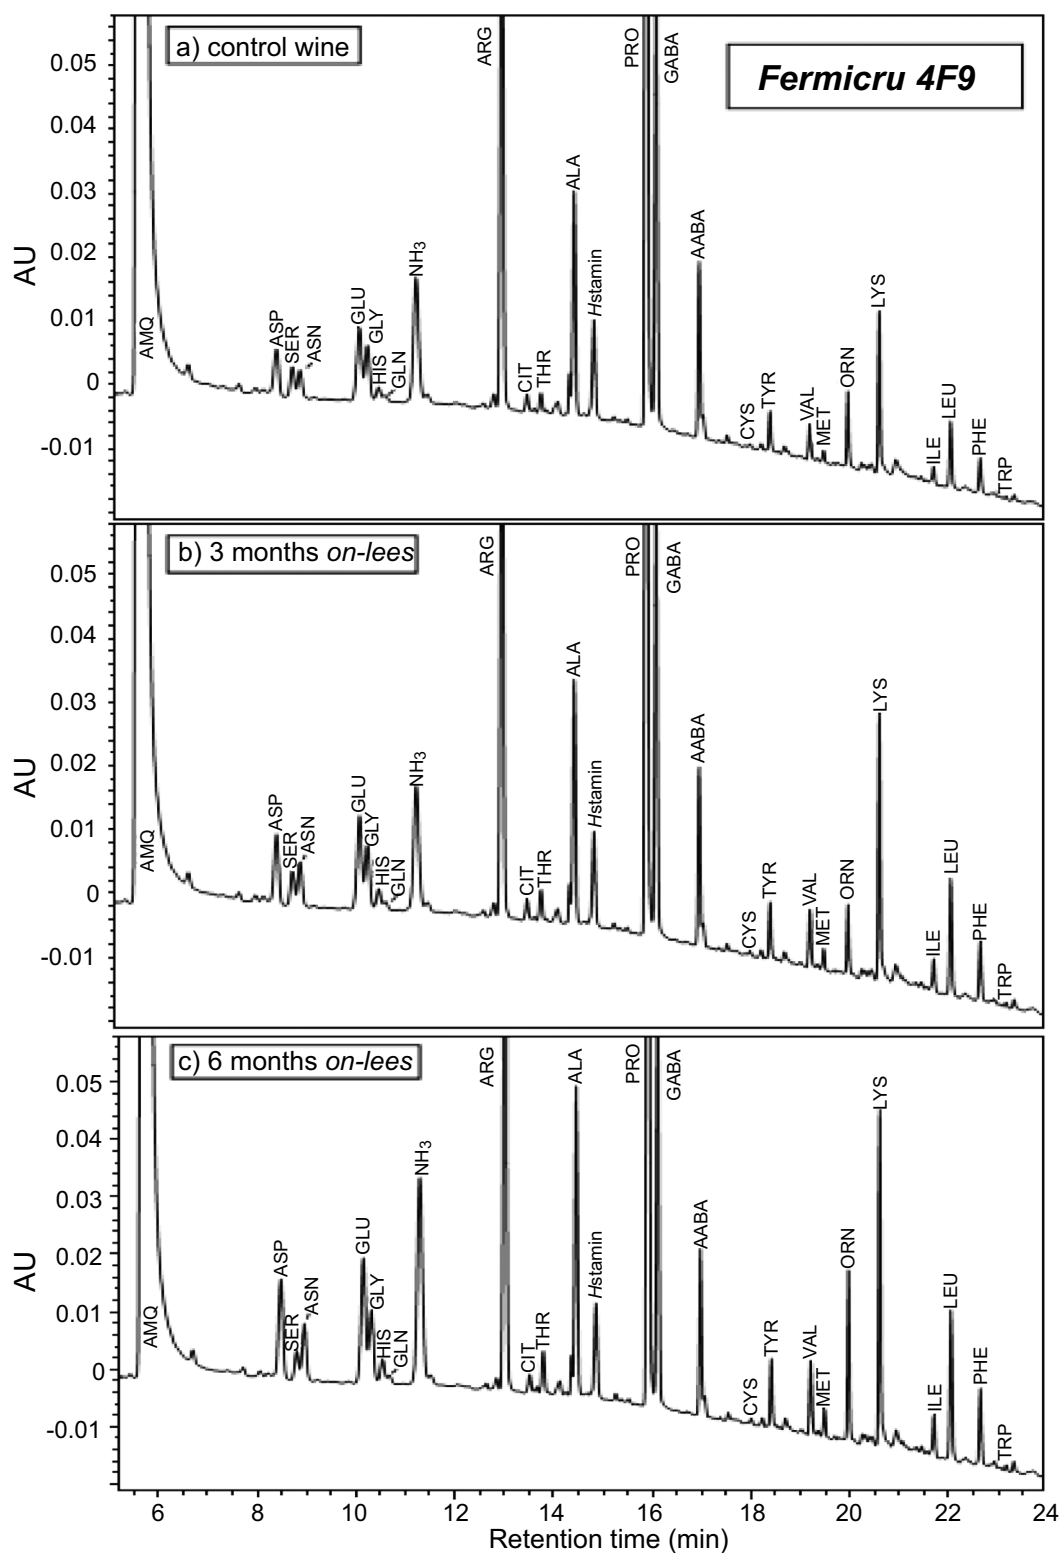 a) control wine
Fermicru 4F9
AU
0.05
0.04
0.03
0.02
0.01
0
-0.01
AMQ
ASP
SER
ASN
GLU
GLY
HIS
GLN
NH3
ARG
CIT
THR
ALA
Hstamin
PRO
GABA
AABA
CYS
TYR
VAL
MET
ORN
LYS
ILE
LEU
PHE
TRP
b) 3 months on-lees
AU
0.05
0.04
0.03
0.02
0.01
0
-0.01
AMQ
ASP
SER
ASN
GLU
GLY
HIS
GLN
NH3
ARG
CIT
THR
ALA
Hstamin
PRO
GABA
AABA
CYS
TYR
VAL
MET
ORN
LYS
ILE
LEU
PHE
TRP
c) 6 months on-lees
AU
0.05
0.04
0.03
0.02
0.01
0
-0.01
AMQ
ASP
SER
ASN
GLU
GLY
HIS
GLN
NH3
ARG
CIT
THR
ALA
Hstamin
PRO
GABA
AABA
CYS
TYR
VAL
MET
ORN
LYS
ILE
LEU
PHE
TRP
6 8 10 12 14 16 18 20 22 24
Retention time (min)